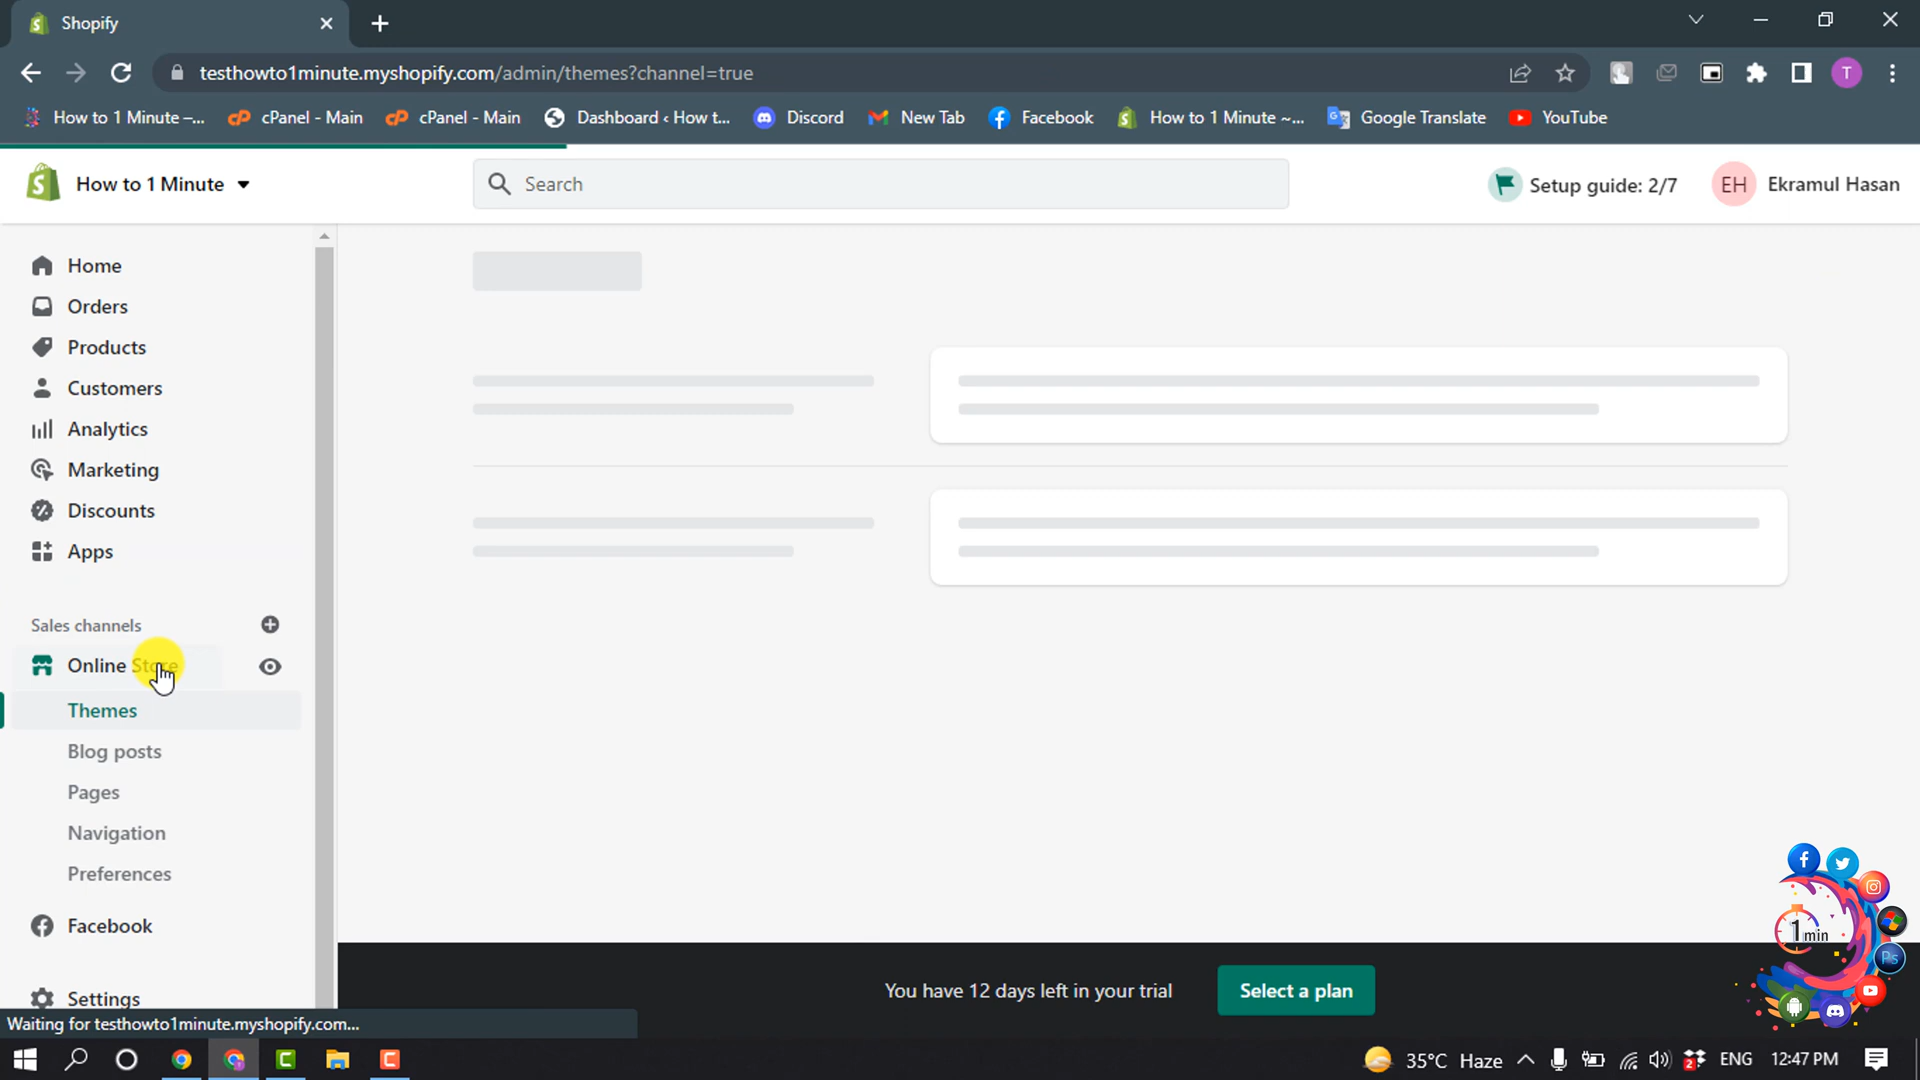 Shopify
testhowto1minute.myshopify.com/admin/themes?channel=true
T
How to 1 Minute –... cPanel - Main cPanel - Main Dashboard ‹ How t... Discord New Tab Facebook How to 1 Minute ~... Google Translate YouTube
How to 1 Minute Search Setup guide: 2/7 EH Ekramul Hasan
Home
Orders
Products
Customers
Analytics
Marketing
Discounts
Apps
Sales channels
Online Store
Themes
Blog posts
Pages
Navigation
Preferences
Facebook
Settings
1 min
Ps
You have 12 days left in your trial Select a plan
Waiting for testhowto1minute.myshopify.com...
35°C Haze 2 ENG 12:47 PM